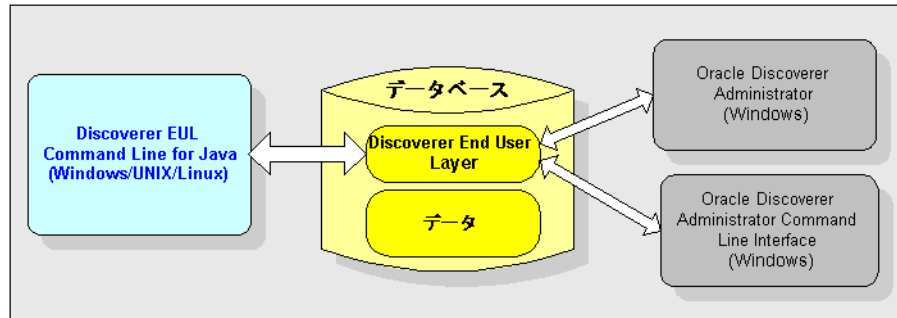 Discoverer EUL
Command Line for Java
(Windows/UNIX/Linux)
データベース
Discoverer End User
Layer
データ
Oracle Discoverer
Administrator
(Windows)
Oracle Discoverer
Administrator Command
Line Interface
(Windows)